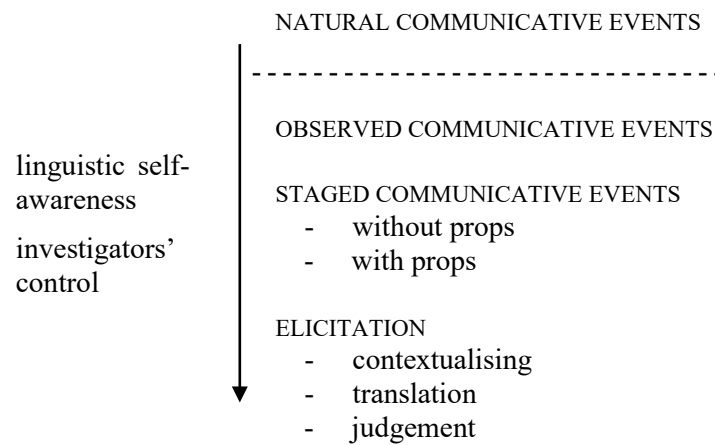 NATURAL COMMUNICATIVE EVENTS
OBSERVED COMMUNICATIVE EVENTS
linguistic self-
awareness
investigators’
control
STAGED COMMUNICATIVE EVENTS
- without props
- with props
ELICITATION
- contextualising
- translation
- judgement